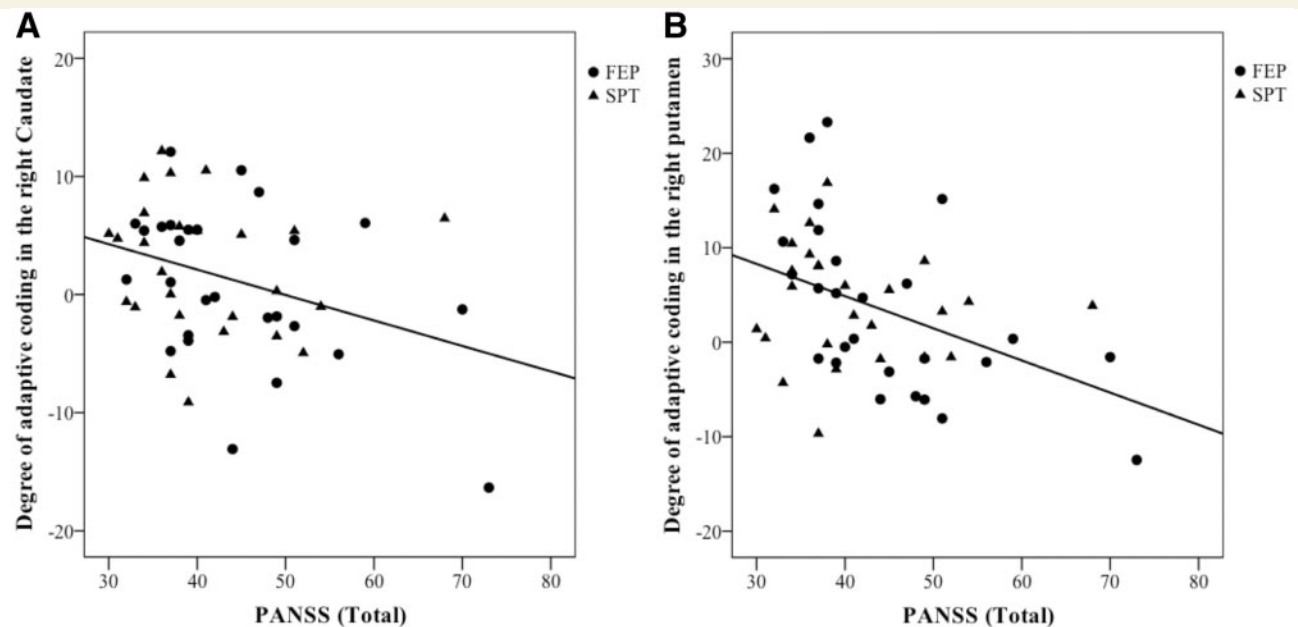 A
Degree of adaptive coding in the right Caudate
20
10
0
-10
-20
30 40 50 60 70 80
PANSS (Total)
FEP
SPT
B
Degree of adaptive coding in the right putamen
30
20
10
0
-10
-20
30 40 50 60 70 80
PANSS (Total)
FEP
SPT